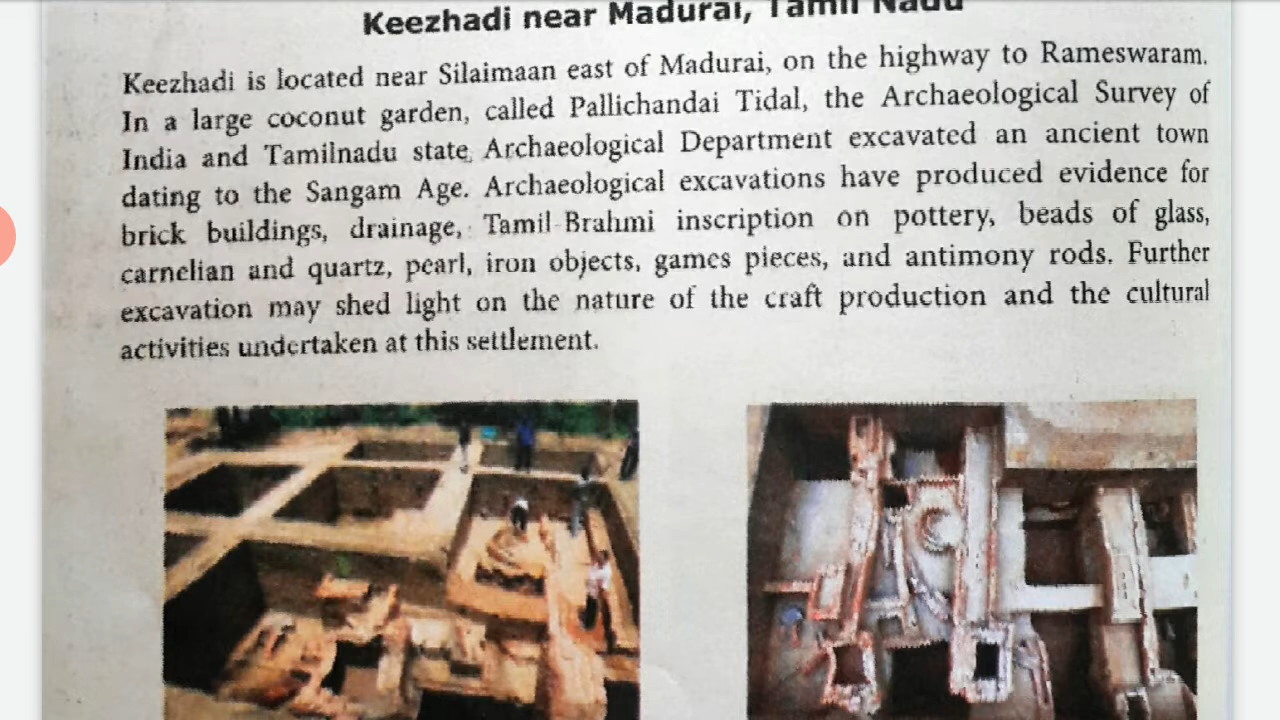 Keezhadi near Madurai, Tamil Nadu
Keezhadi is located near Silaimaan east of Madurai, on the highway to Rameswaram.
In a large coconut garden, called Pallichandai Tidal, the Archaeological Survey of
India and Tamilnadu state Archaeological Department excavated an ancient town
dating to the Sangam Age. Archaeological excavations have produced evidence for
brick buildings, drainage, Tamil-Brahmi inscription on pottery, beads of glass,
carnelian and quartz, pearl, iron objects, games pieces, and antimony rods. Further
excavation may shed light on the nature of the craft production and the cultural
activities undertaken at this settlement.